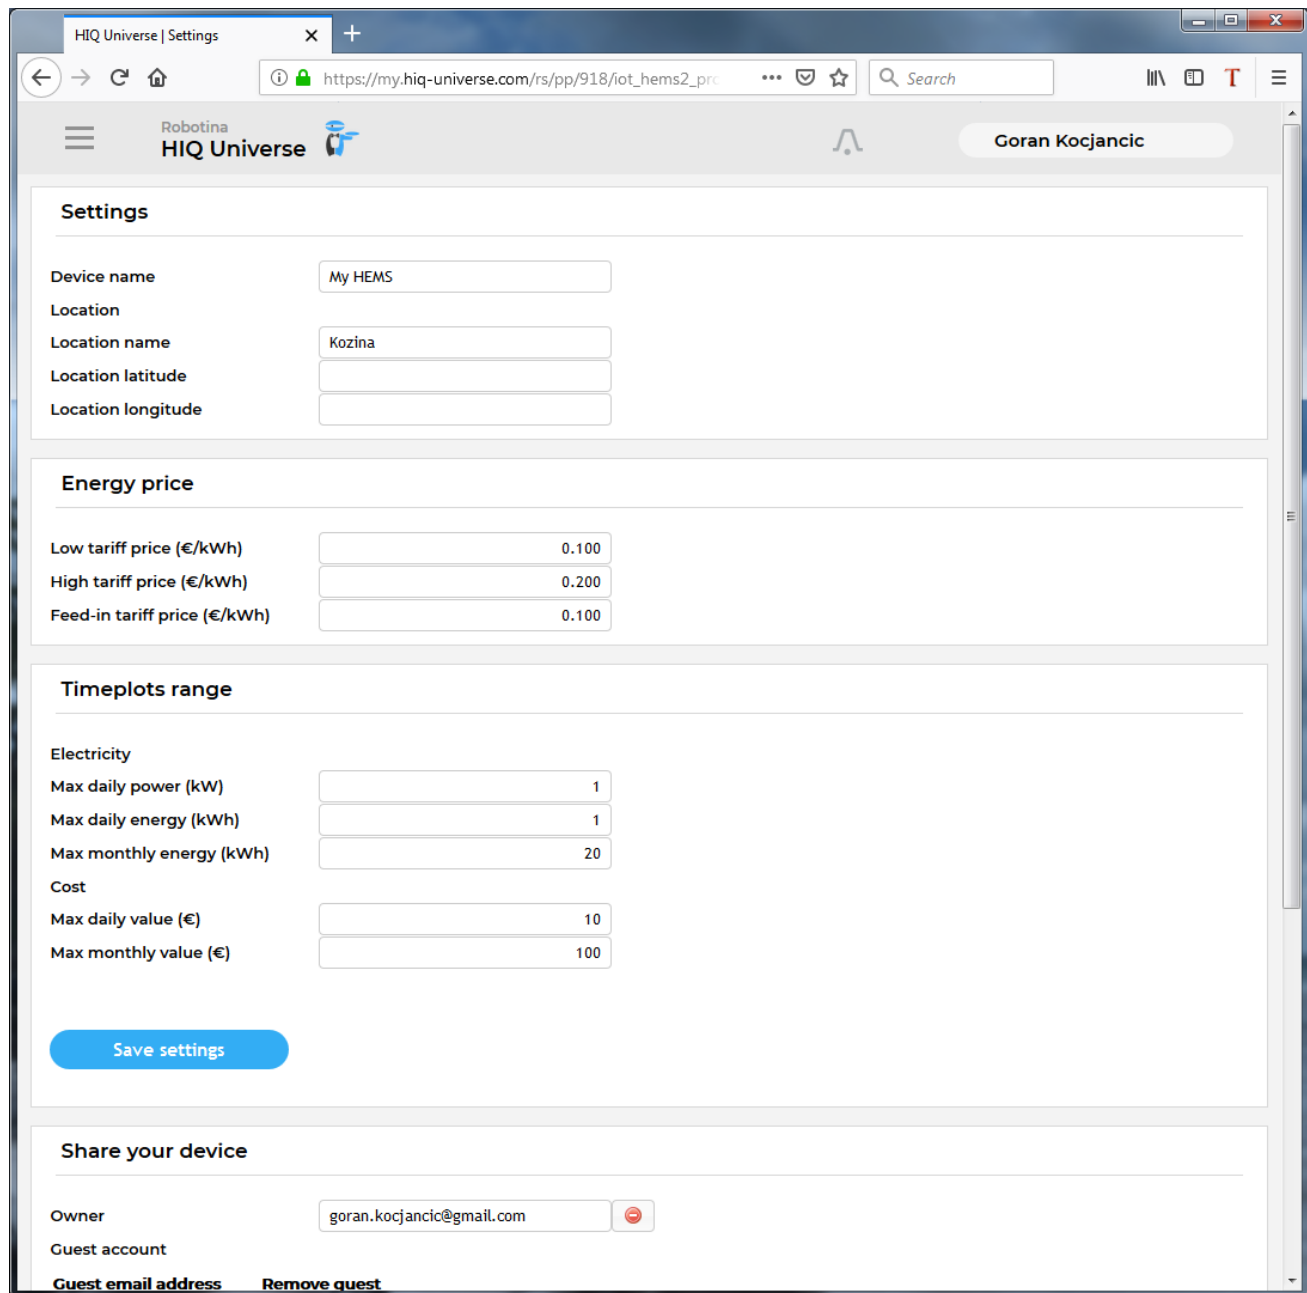 HIQ Universe | Settings
https://my.hiq-universe.com/rs/pp/918/iot_hems2_pro
Search
Robotina
HIQ Universe
Goran Kocjancic
Settings
Device name My HEMS
Location
Location name Kozina
Location latitude
Location longitude
Energy price
Low tariff price (€/kWh) 0.100
High tariff price (€/kWh) 0.200
Feed-in tariff price (€/kWh) 0.100
Timeplots range
Electricity
Max daily power (kW) 1
Max daily energy (kWh) 1
Max monthly energy (kWh) 20
Cost
Max daily value (€) 10
Max monthly value (€) 100
Save settings
Share your device
Owner goran.kocjancic@gmail.com
Guest account
Guest email address Remove guest